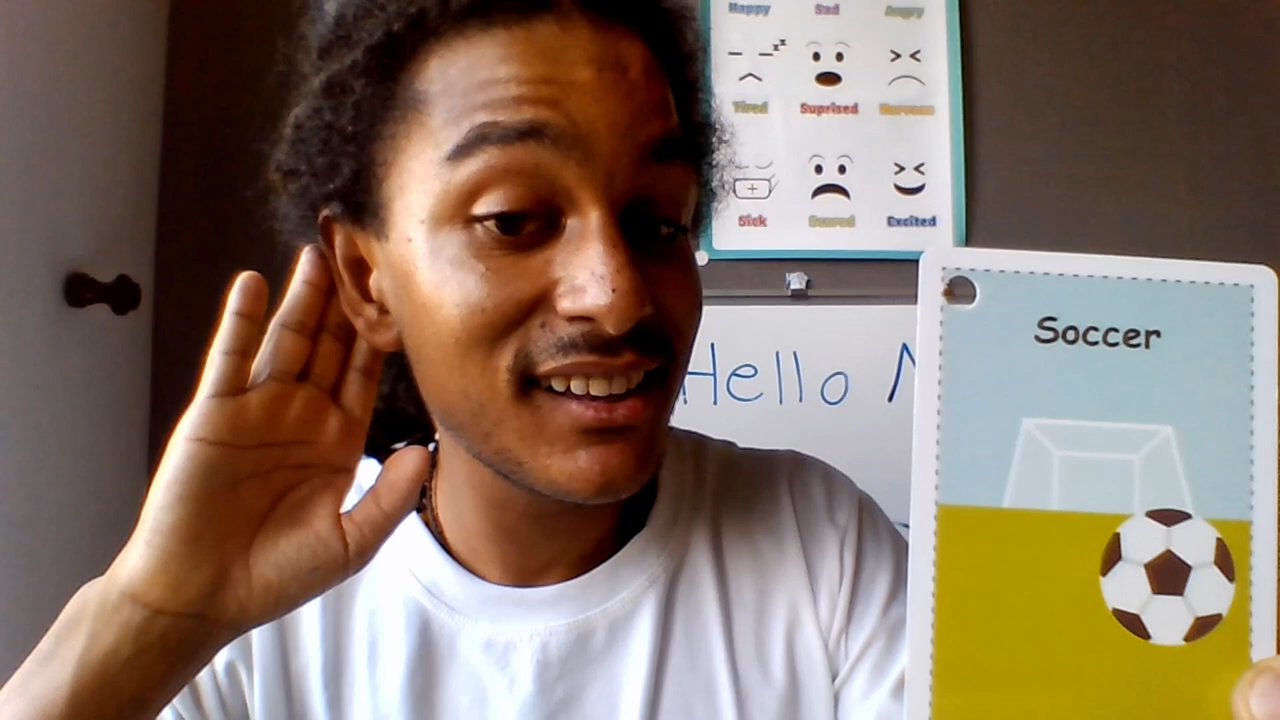 Happy Sad Angry
Tired Suprised Nervous
Sick Scared Excited
Soccer
Hello